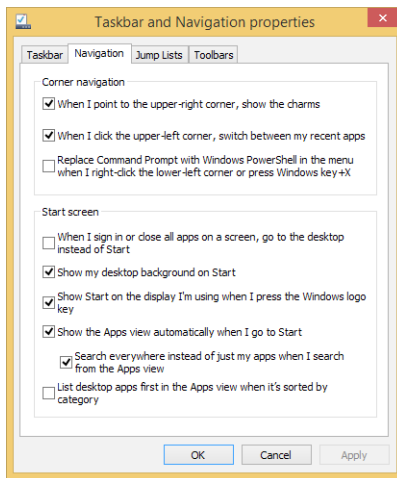 Taskbar and Navigation properties
Taskbar Navigation Jump Lists Toolbars
Corner navigation
When I point to the upper-right corner, show the charms
When I click the upper-left corner, switch between my recent apps
Replace Command Prompt with Windows PowerShell in the menu
when I right-click the lower-left corner or press Windows key+X
Start screen
When I sign in or close all apps on a screen, go to the desktop
instead of Start
Show my desktop background on Start
Show Start on the display I'm using when I press the Windows logo
key
Show the Apps view automatically when I go to Start
Search everywhere instead of just my apps when I search
from the Apps view
List desktop apps first in the Apps view when it's sorted by
category
OK Cancel Apply